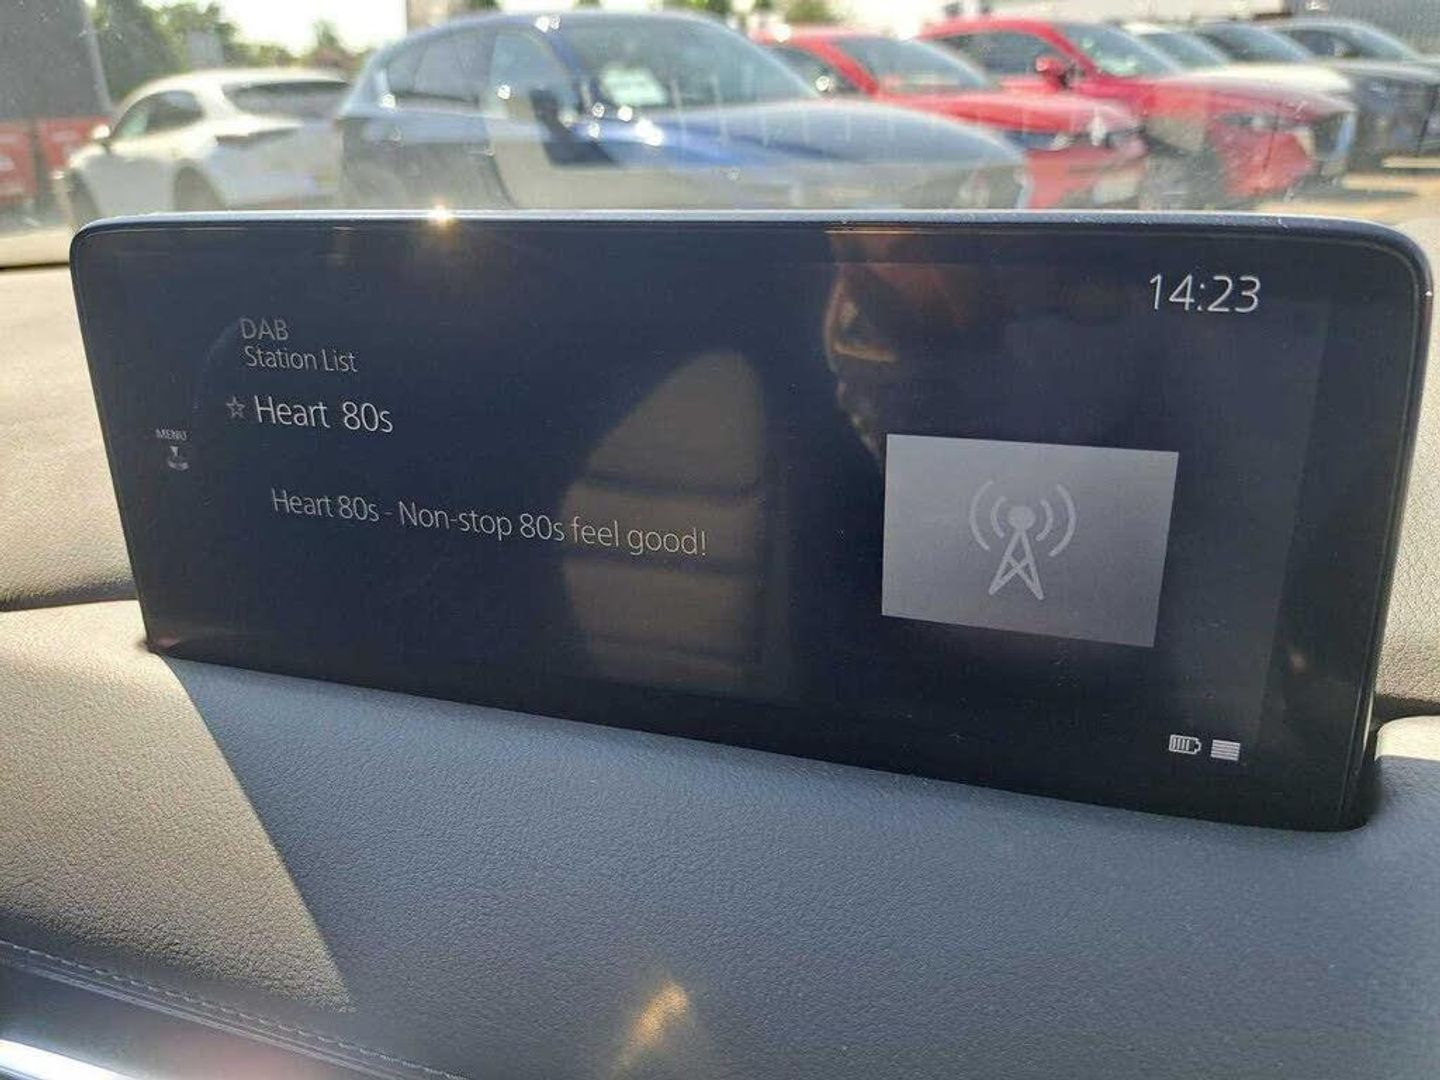 14:23
DAB
Station List
Heart 80s
MENU
Heart 80s - Non-stop 80s feel good!